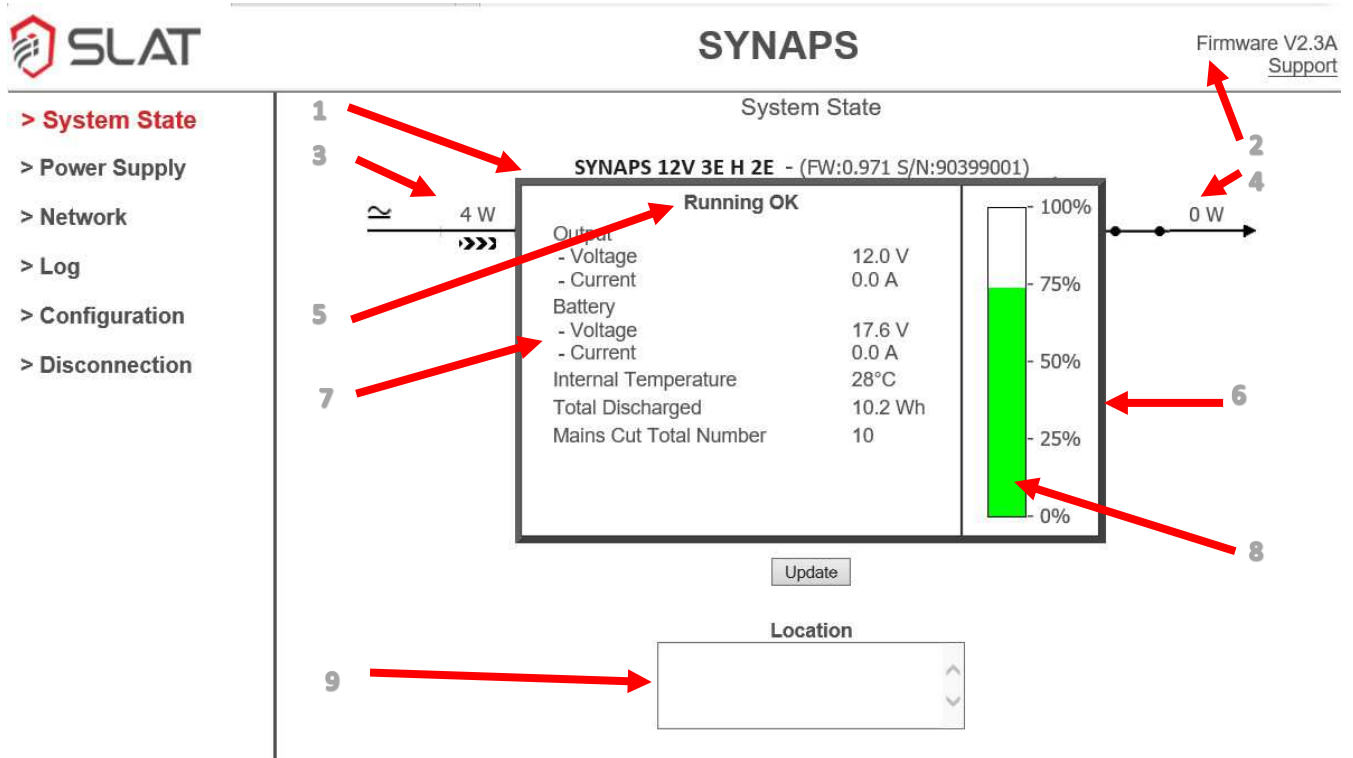 SLAT
SYNAPS
Firmware V2.3A
Support
> System State
> Power Supply
> Network
> Log
> Configuration
> Disconnection
System State
1
2
3
4
SYNAPS 12V 3E H 2E - (FW:0.971 S/N:90399001)
4 W
0 W
Running OK
Output
- Voltage 12.0 V
- Current 0.0 A
Battery
- Voltage 17.6 V
- Current 0.0 A
Internal Temperature 28°C
Total Discharged 10.2 Wh
Mains Cut Total Number 10
- 100%
- 75%
- 50%
- 25%
- 0%
5
6
7
8
Update
Location
9